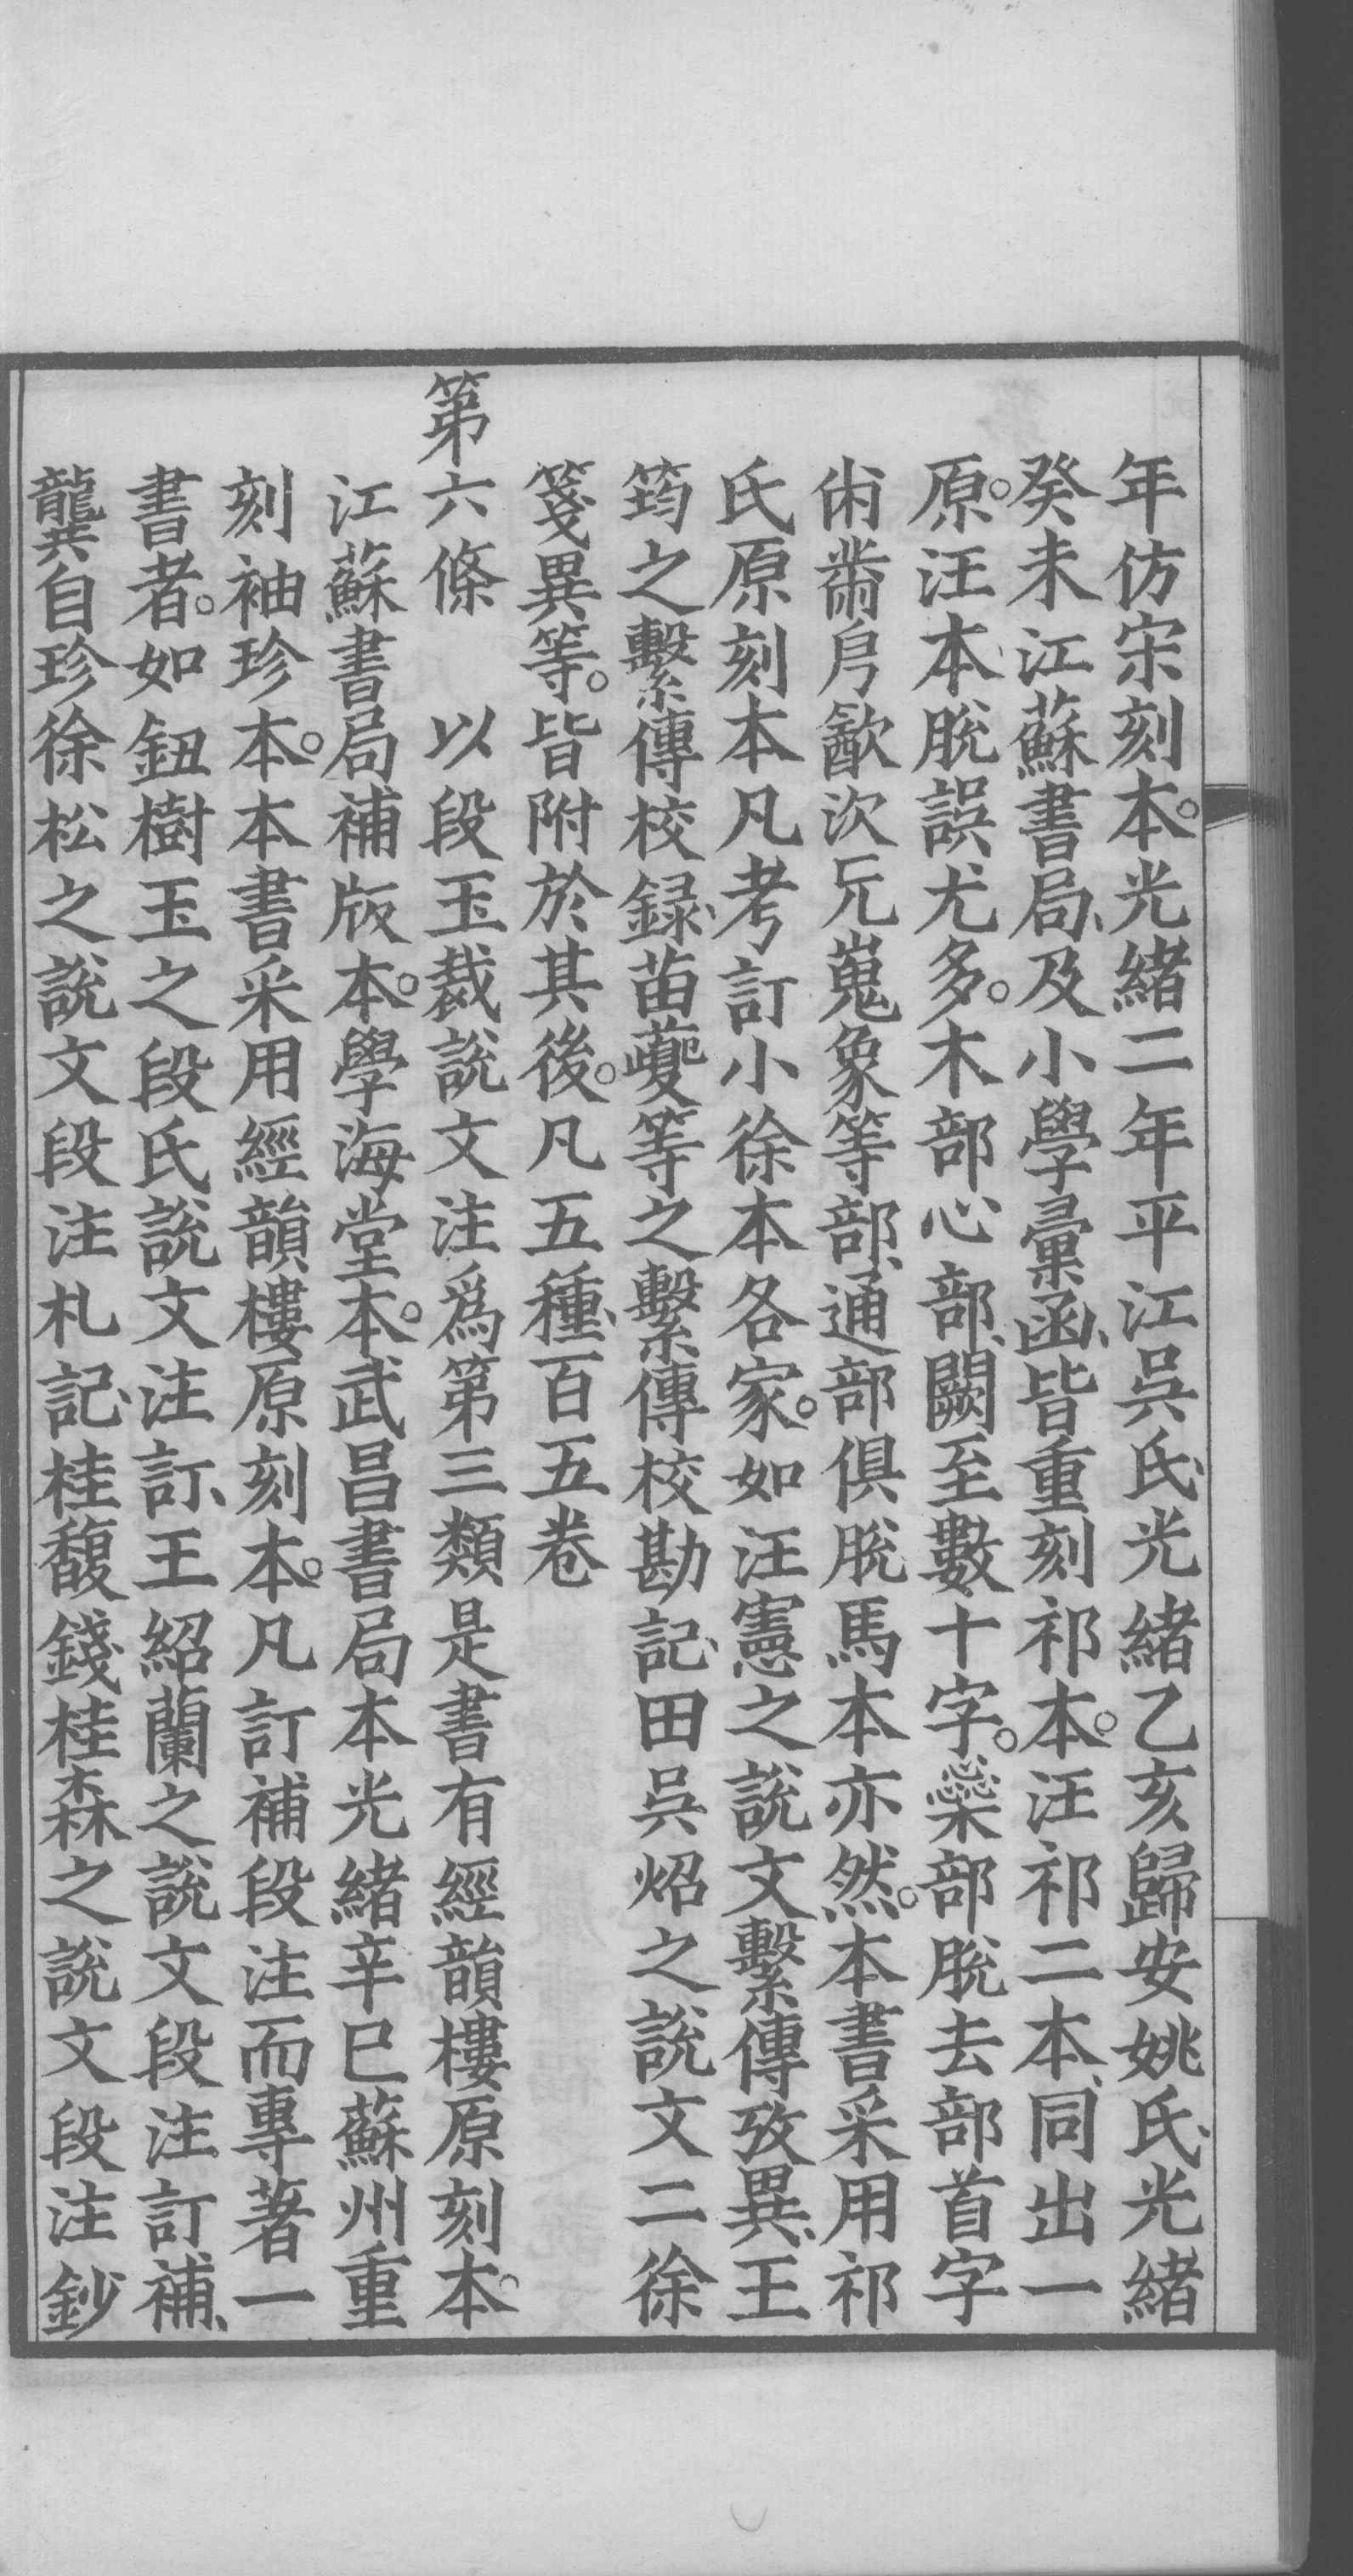 年仿宋刻本。光緒二年平江吳氏、光緒乙亥歸安姚氏、光緒
癸未江蘇書局、及小學彙函、皆重刻祁本。汪祁二本、同出一
原。汪本脫誤尤多。木部心部、闕至數十字。惢部脫去部首字
㡀黹㐆歙次兂嵬象等部、通部俱脫、馬本亦然。本書采用祁
氏原刻本凡考訂小徐本各家。如汪憲之說文繫傳攷異、王
筠之繫傳校錄、苗夔等之繫傳校勘記、田吳炤之說文二徐
箋異等。皆附於其後。凡五種、百五卷
第六條　以段玉裁說文注爲第三類是書有經韻樓原刻本。
江蘇書局補版本。學海堂本。武昌書局本光緒辛巳蘇州重
刻袖珍本。本書采用經韻樓原刻本。凡訂補段注而專著一
書者。如鈕樹玉之段氏說文注訂、王紹蘭之說文段注訂補、
龔自珍徐松之說文段注札記、桂馥錢桂森之說文段注鈔